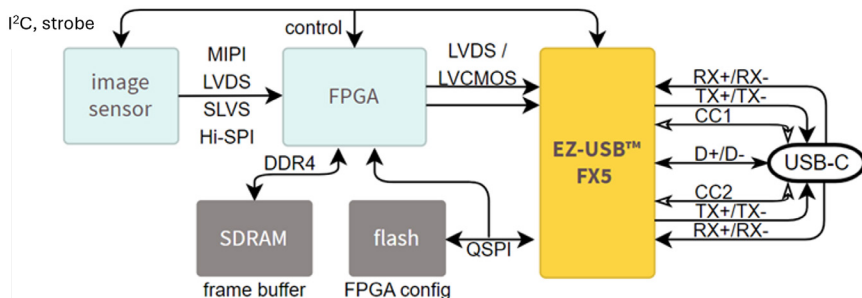 I²C, strobe
control
image
sensor
MIPI
LVDS
SLVS
Hi-SPI
FPGA
LVDS /
LVCMOS
EZ-USB™
FX5
RX+/RX-
TX+/TX-
CC1
D+/D-
USB-C
CC2
TX+/TX-
RX+/RX-
DDR4
SDRAM
frame buffer
flash
FPGA config
QSPI